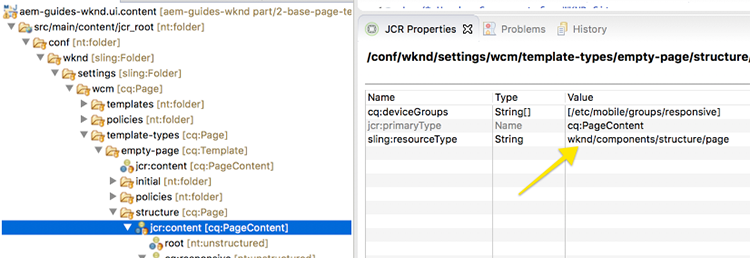 aem-guides-wknd.ui.content [aem-guides-wknd part/2-base-page-te
src/main/content/jcr_root [nt:folder]
conf [nt:folder]
wknd [sling:Folder]
settings [sling:Folder]
wcm [cq:Page]
templates [nt:folder]
policies [nt:folder]
template-types [cq:Page]
empty-page [cq:Template]
jcr:content [cq:PageContent]
initial [nt:folder]
policies [nt:folder]
structure [cq:Page]
jcr:content [cq:PageContent]
root [nt:unstructured]
JCR Properties
Problems
History
/conf/wknd/settings/wcm/template-types/empty-page/structure/
Name Type Value
cq:deviceGroups String[] [/etc/mobile/groups/responsive]
jcr:primaryType Name cq:PageContent
sling:resourceType String wknd/components/structure/page